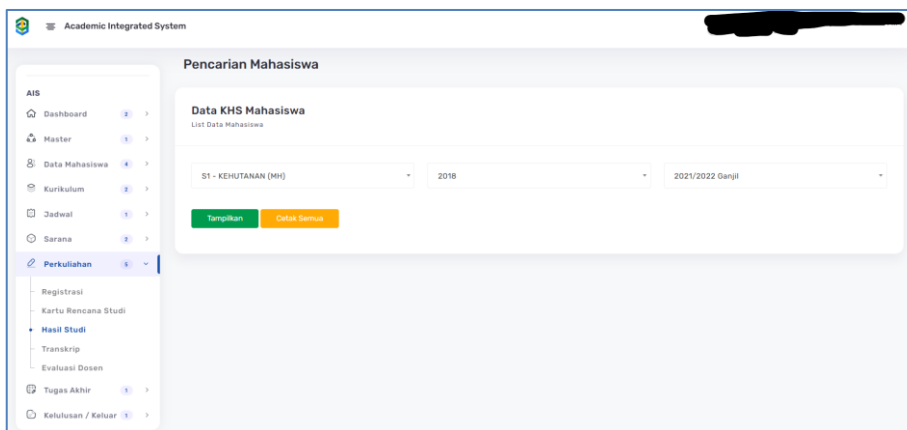 Academic Integrated System
Pencarian Mahasiswa
AIS
Dashboard 2
Master 1
Data Mahasiswa 4
Kurikulum 2
Jadwal 1
Sarana 2
Perkuliahan 5
Registrasi
Kartu Rencana Studi
Hasil Studi
Transkrip
Evaluasi Dosen
Tugas Akhir 1
Kelulusan / Keluar 1
Data KHS Mahasiswa
List Data Mahasiswa
S1 - KEHUTANAN (MH) 2018 2021/2022 Ganjil
Tampilkan Cetak Semua